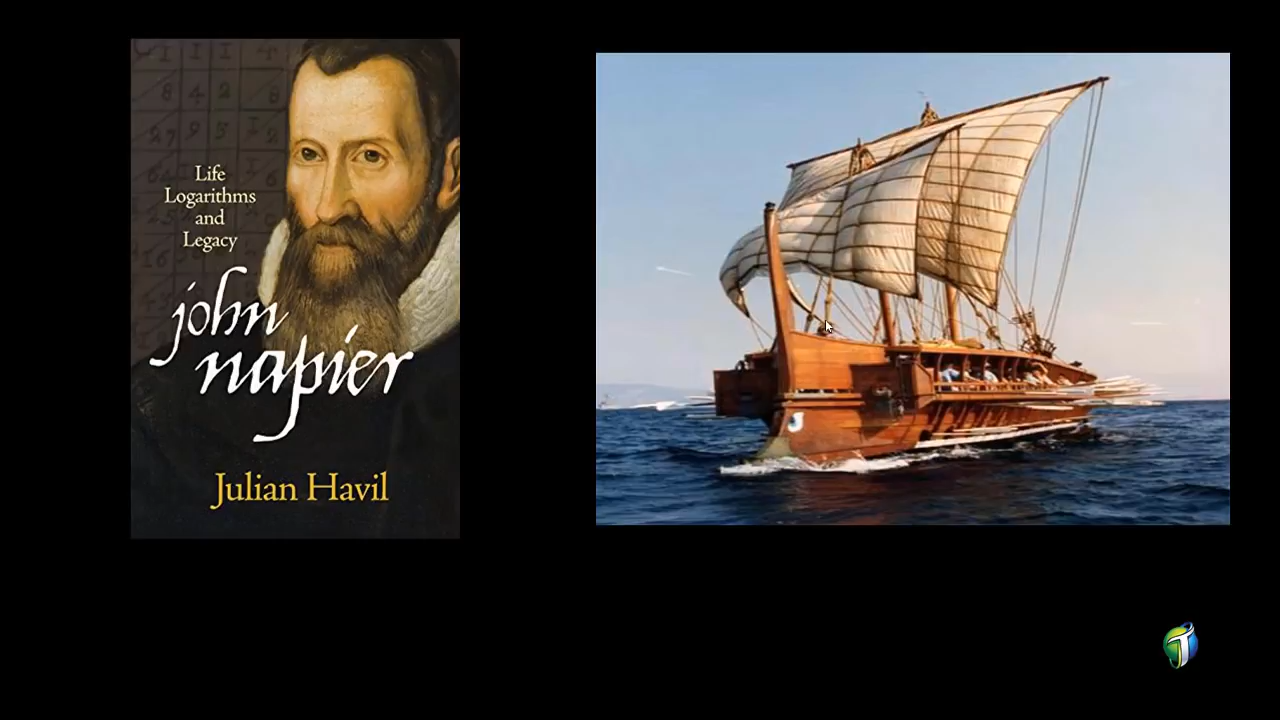 Life
Logarithms
and
Legacy
john
napier
Julian Havil